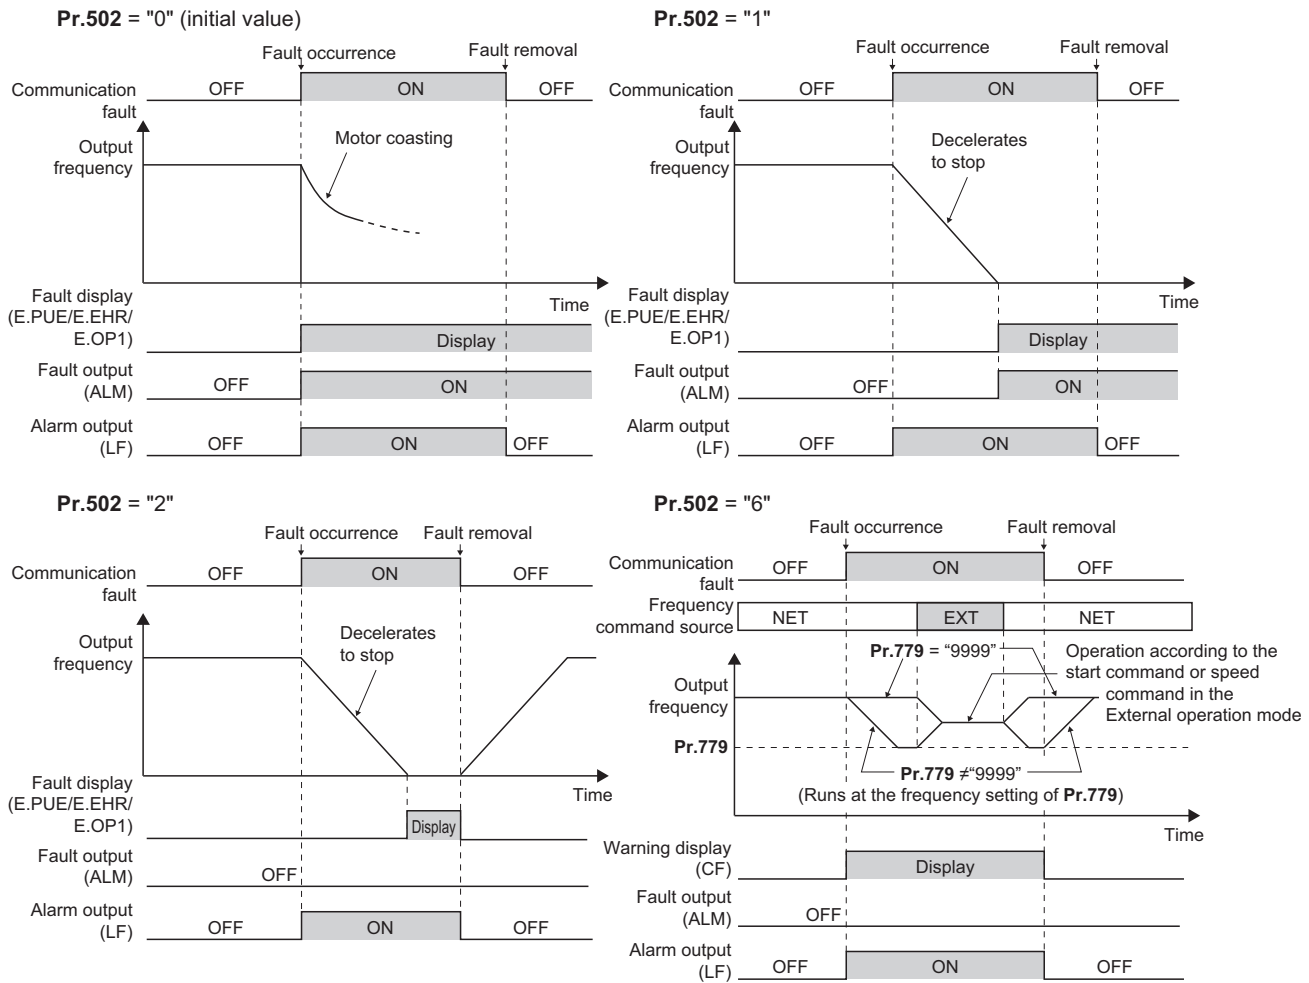 Pr.502 = "0" (initial value)
Fault occurrence
Fault removal
Communication
fault
OFF
ON
OFF
Output
frequency
Motor coasting
Time
Fault display
(E.PUE/E.EHR/
E.OP1)
Display
Fault output
(ALM)
OFF
ON
Alarm output
(LF)
OFF
ON
OFF
Pr.502 = "1"
Fault occurrence
Fault removal
Communication
fault
OFF
ON
OFF
Output
frequency
Decelerates
to stop
Time
Fault display
(E.PUE/E.EHR/
E.OP1)
Display
Fault output
(ALM)
OFF
ON
Alarm output
(LF)
OFF
ON
OFF
Pr.502 = "2"
Fault occurrence
Fault removal
Communication
fault
OFF
ON
OFF
Output
frequency
Decelerates
to stop
Time
Fault display
(E.PUE/E.EHR/
E.OP1)
Display
Fault output
(ALM)
OFF
Alarm output
(LF)
OFF
ON
OFF
Pr.502 = "6"
Fault occurrence
Fault removal
Communication
fault
OFF
ON
OFF
Frequency
command source
NET
EXT
NET
Pr.779 = “9999”
Operation according to the
start command or speed
command in the
External operation mode
Output
frequency
Pr.779
Pr.779 ≠“9999”
(Runs at the frequency setting of Pr.779)
Time
Warning display
(CF)
Display
Fault output
(ALM)
OFF
Alarm output
(LF)
OFF
ON
OFF